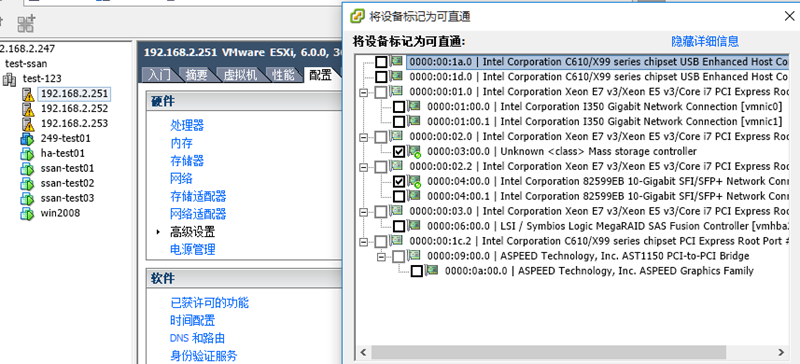 2.168.2.247
test-ssan
test-123
192.168.2.251
192.168.2.252
192.168.2.253
249-test01
ha-test01
ssan-test01
ssan-test02
ssan-test03
win2008
192.168.2.251 VMware ESXi, 6.0.0,
入门 摘要 虚拟机 性能 配置
硬件
处理器
内存
存储器
网络
存储适配器
网络适配器
高级设置
电源管理
软件
已获许可的功能
时间配置
DNS 和路由
身份验证服务
将设备标记为可直通
将设备标记为可直通: 隐藏详细信息
0000:00:1a.0 | Intel Corporation C610/X99 series chipset USB Enhanced Host Co
0000:00:1d.0 | Intel Corporation C610/X99 series chipset USB Enhanced Host Co
0000:00:01.0 | Intel Corporation Xeon E7 v3/Xeon E5 v3/Core i7 PCI Express Roo
0000:01:00.0 | Intel Corporation I350 Gigabit Network Connection [vmnic0]
0000:01:00.1 | Intel Corporation I350 Gigabit Network Connection [vmnic1]
0000:00:02.0 | Intel Corporation Xeon E7 v3/Xeon E5 v3/Core i7 PCI Express Roo
0000:03:00.0 | Unknown <class> Mass storage controller
0000:00:02.2 | Intel Corporation Xeon E7 v3/Xeon E5 v3/Core i7 PCI Express Roo
0000:04:00.0 | Intel Corporation 82599EB 10-Gigabit SFI/SFP+ Network Conn
0000:04:00.1 | Intel Corporation 82599EB 10-Gigabit SFI/SFP+ Network Conn
0000:00:03.0 | Intel Corporation Xeon E7 v3/Xeon E5 v3/Core i7 PCI Express Roo
0000:06:00.0 | LSI / Symbios Logic MegaRAID SAS Fusion Controller [vmhba2
0000:00:1c.2 | Intel Corporation C610/X99 series chipset PCI Express Root Port #
0000:09:00.0 | ASPEED Technology, Inc. AST1150 PCI-to-PCI Bridge
0000:0a:00.0 | ASPEED Technology, Inc. ASPEED Graphics Family